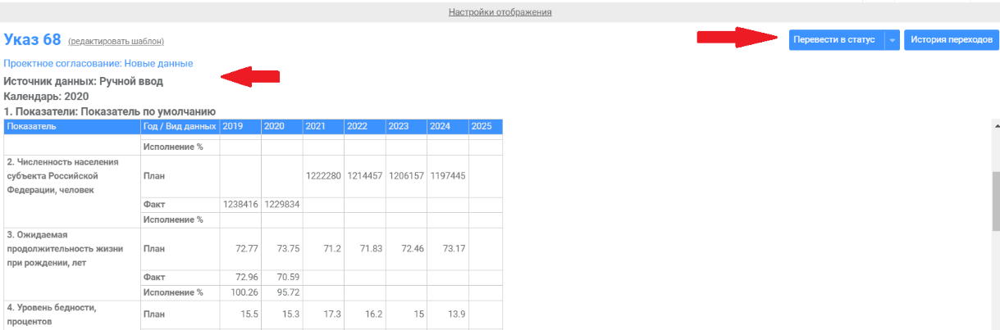 Настройки отображения
Указ 68 (редактировать шаблон)
Перевести в статус История переходов
Проектное согласование: Новые данные
Источник данных: Ручной ввод
Календарь: 2020
1. Показатели: Показатель по умолчанию
Показатель Год / Вид данных 2019 2020 2021 2022 2023 2024 2025
Исполнение %
2. Численность населения
субъекта Российской
Федерации, человек
План 1222280 1214457 1206157 1197445
Факт 1238416 1229834
Исполнение %
3. Ожидаемая
продолжительность жизни
при рождении, лет
План 72.77 73.75 71.2 71.83 72.46 73.17
Факт 72.96 70.59
Исполнение % 100.26 95.72
4. Уровень бедности,
процентов
План 15.5 15.3 17.3 16.2 15 13.9